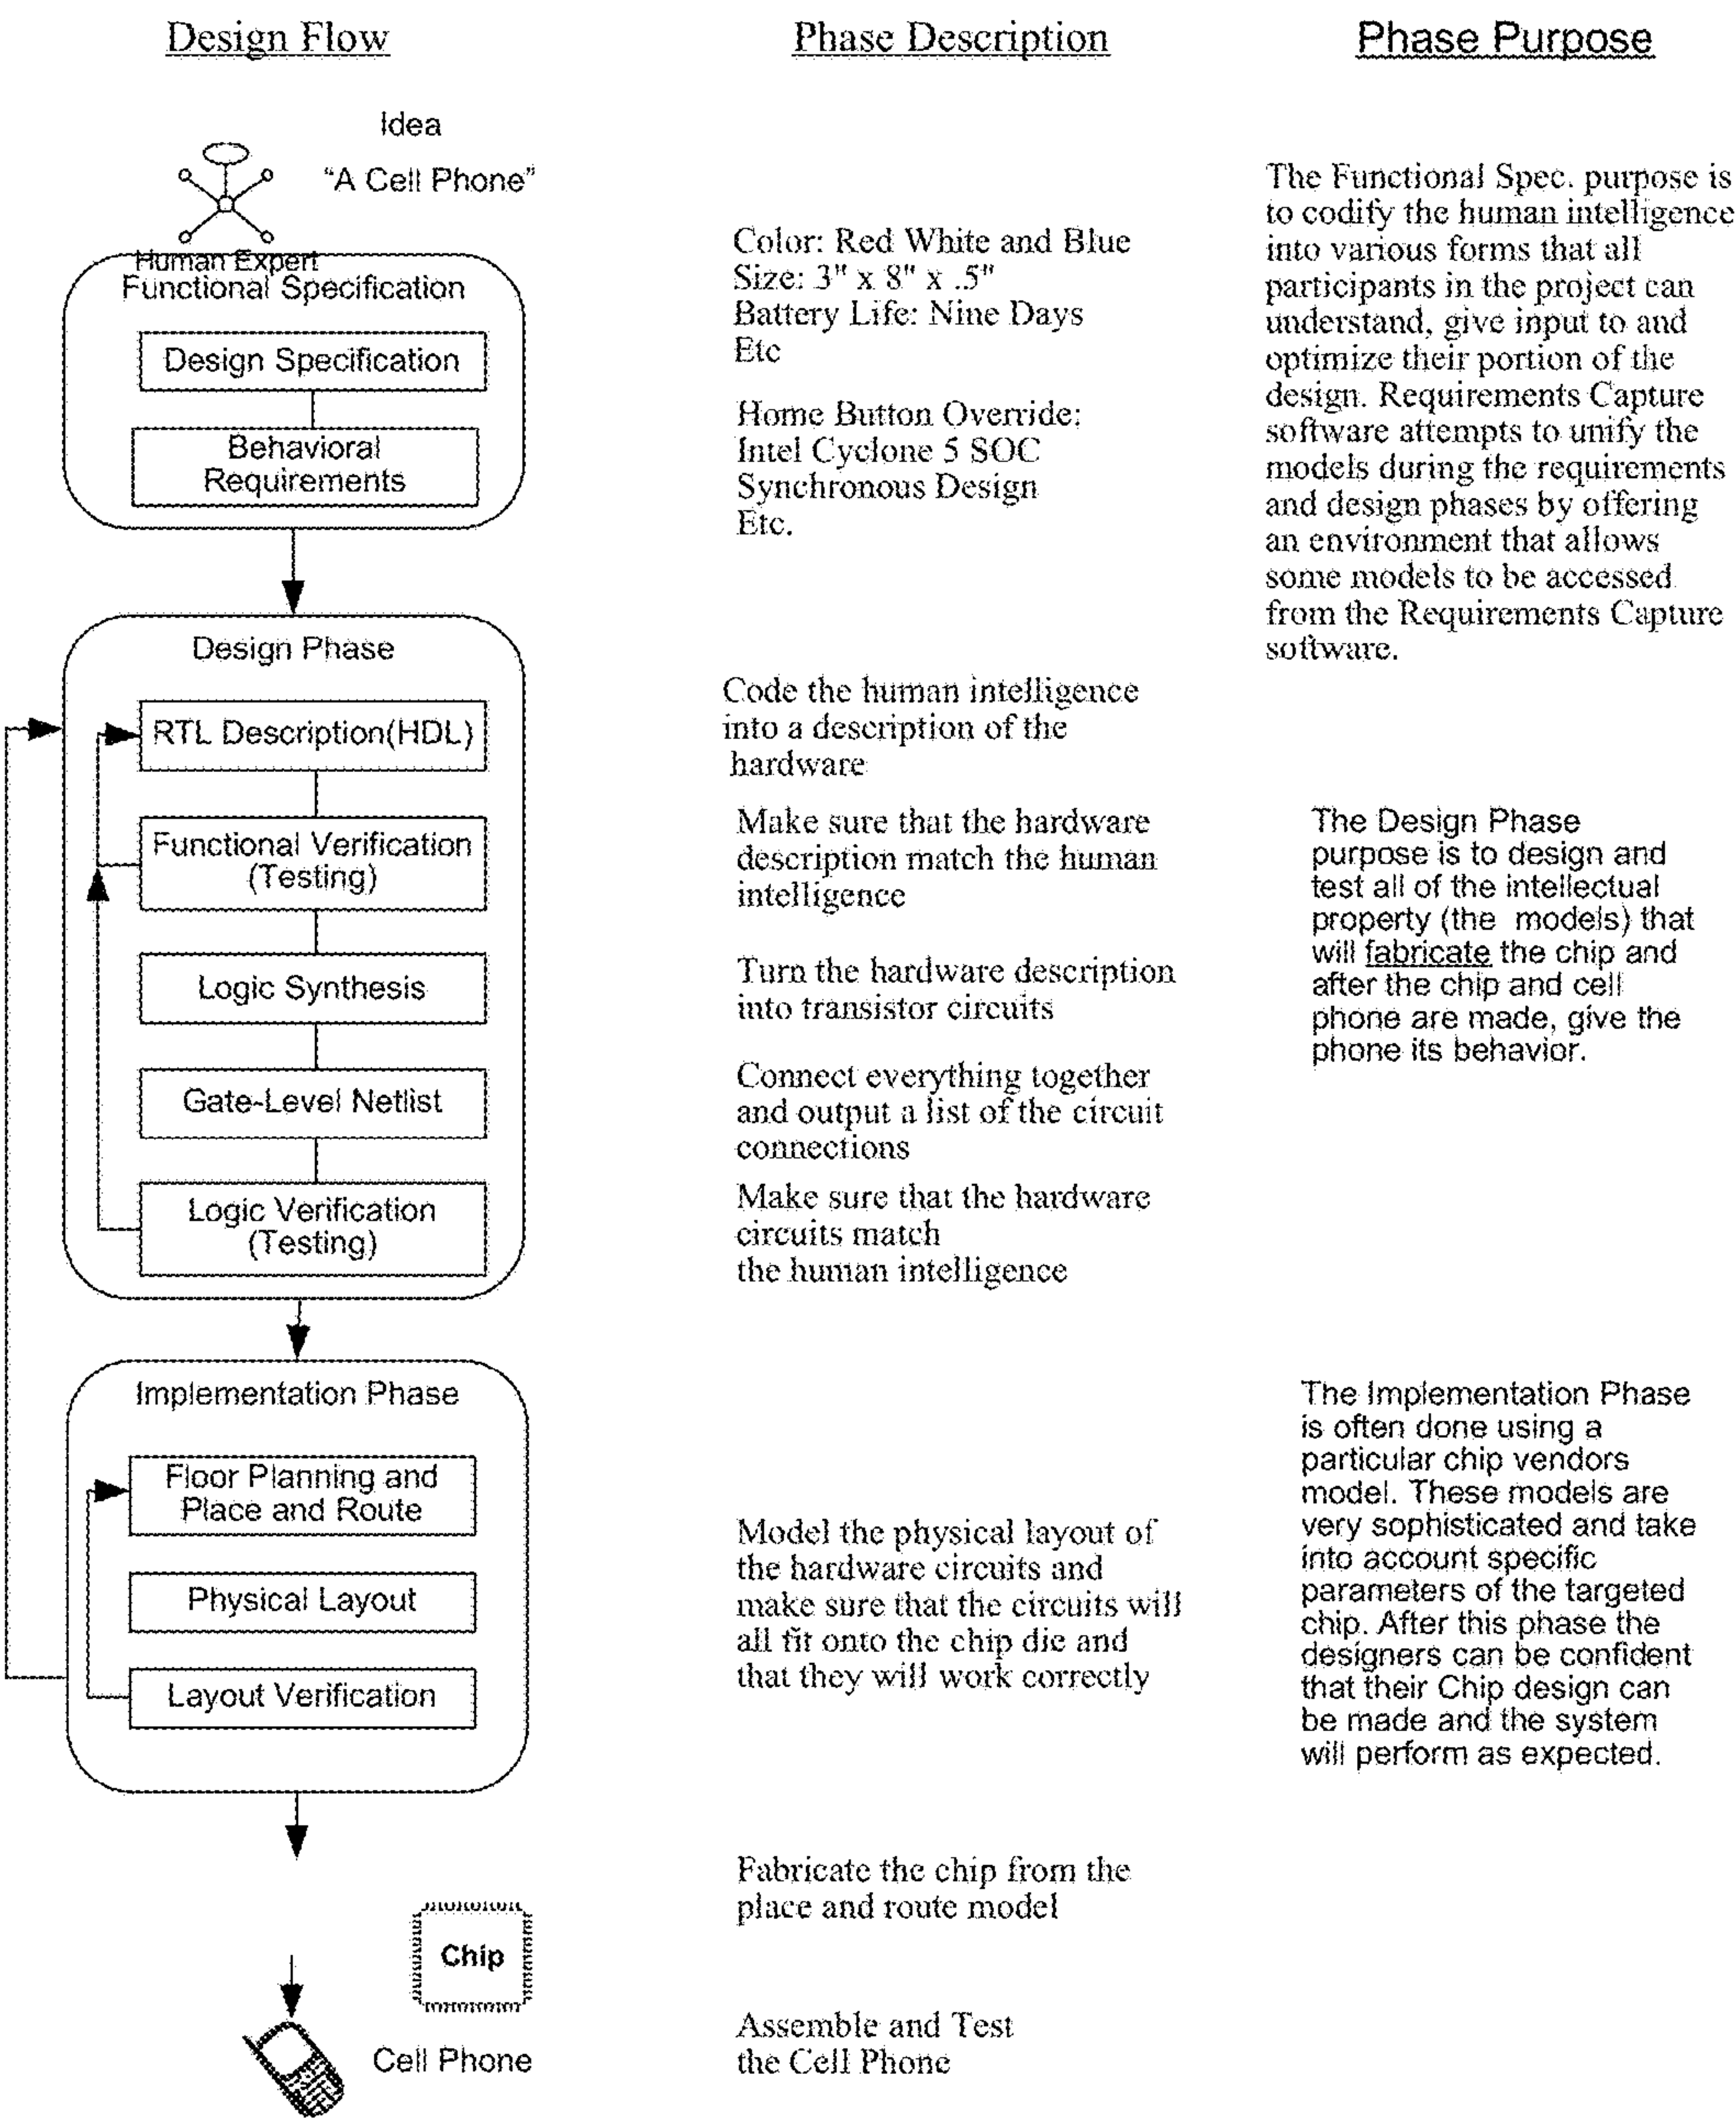 Design Flow
Phase Description
Phase Purpose
Idea
"A Cell Phone"
Human Expert
Functional Specification
Design Specification
Behavioral
Requirements
Color: Red White and Blue
Size: 3" x 8" x .5"
Battery Life: Nine Days
Etc
Home Button Override:
Intel Cyclone 5 SOC
Synchronous Design
Etc.
The Functional Spec. purpose is
to codify the human intelligence
into various forms that all
participants in the project can
understand, give input to and
optimize their portion of the
design. Requirements Capture
software attempts to unify the
models during the requirements
and design phases by offering
an environment that allows
some models to be accessed
from the Requirements Capture
software.
Design Phase
RTL Description(HDL)
Functional Verification
(Testing)
Logic Synthesis
Gate-Level Netlist
Logic Verification
(Testing)
Code the human intelligence
into a description of the
hardware
Make sure that the hardware
description match the human
intelligence
Turn the hardware description
into transistor circuits
Connect everything together
and output a list of the circuit
connections
Make sure that the hardware
circuits match
the human intelligence
The Design Phase
purpose is to design and
test all of the intellectual
property (the models) that
will fabricate the chip and
after the chip and cell
phone are made, give the
phone its behavior.
Implementation Phase
Floor Planning and
Place and Route
Physical Layout
Layout Verification
Model the physical layout of
the hardware circuits and
make sure that the circuits will
all fit onto the chip die and
that they will work correctly
The Implementation Phase
is often done using a
particular chip vendors
model. These models are
very sophisticated and take
into account specific
parameters of the targeted
chip. After this phase the
designers can be confident
that their Chip design can
be made and the system
will perform as expected.
Fabricate the chip from the
place and route model
Chip
Cell Phone
Assemble and Test
the Cell Phone